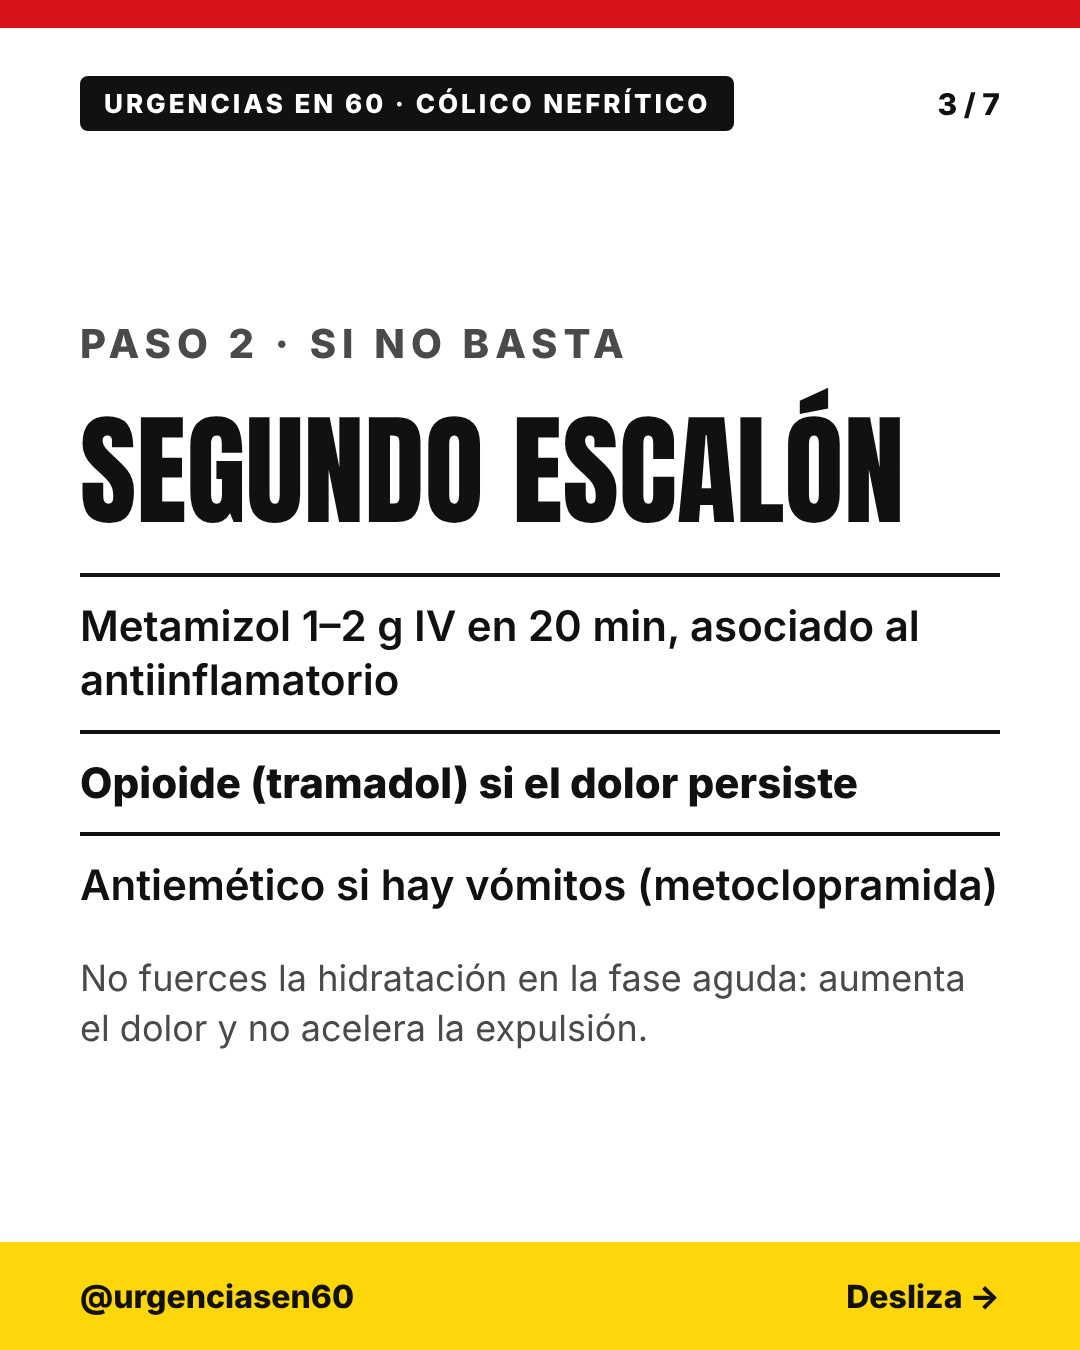 URGENCIAS EN 60 · CÓLICO NEFRÍTICO
3 / 7
PASO 2 · SI NO BASTA
SEGUNDO ESCALÓN
Metamizol 1–2 g IV en 20 min, asociado al
antiinflamatorio
Opioide (tramadol) si el dolor persiste
Antiemético si hay vómitos (metoclopramida)
No fuerces la hidratación en la fase aguda: aumenta
el dolor y no acelera la expulsión.
@urgenciasen60
Desliza →